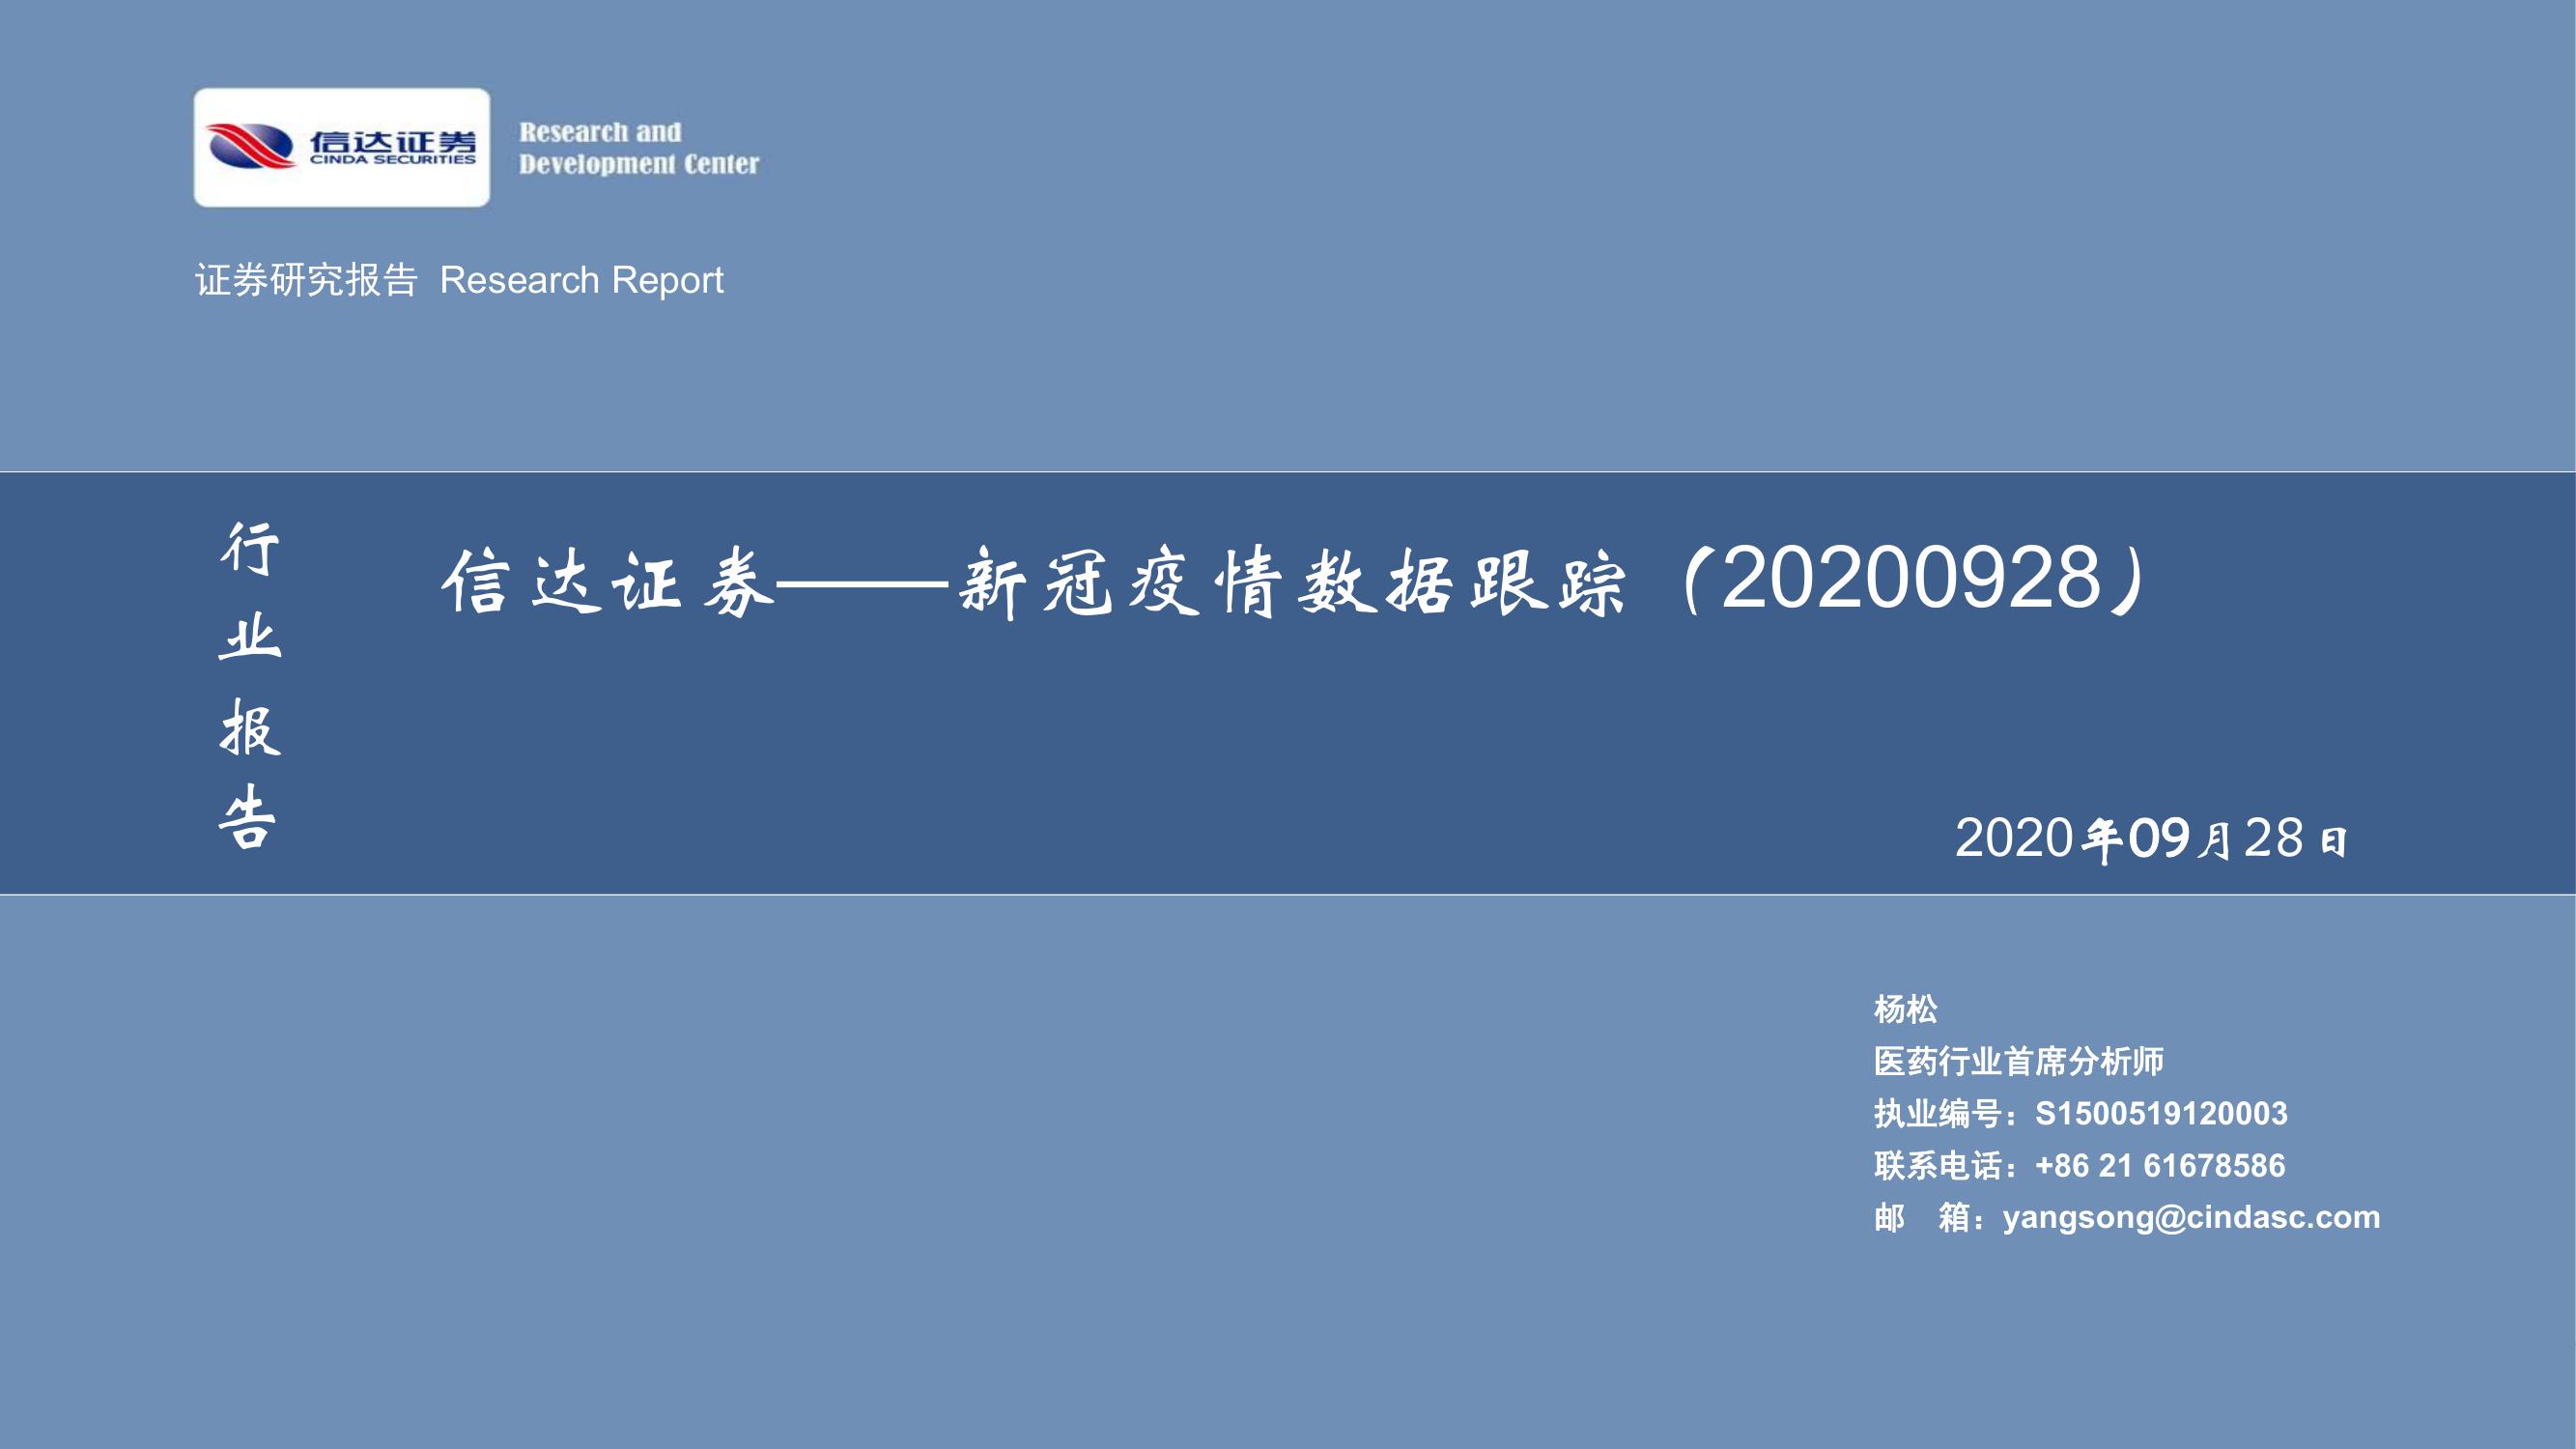 信达证券
CINDA SECURITIES
Research and
Development Center
证券研究报告 Research Report
行
业
报
告
信达证券——新冠疫情数据跟踪（20200928）
2020年09月28日
杨松
医药行业首席分析师
执业编号：S1500519120003
联系电话：+86 21 61678586
邮　箱：yangsong@cindasc.com